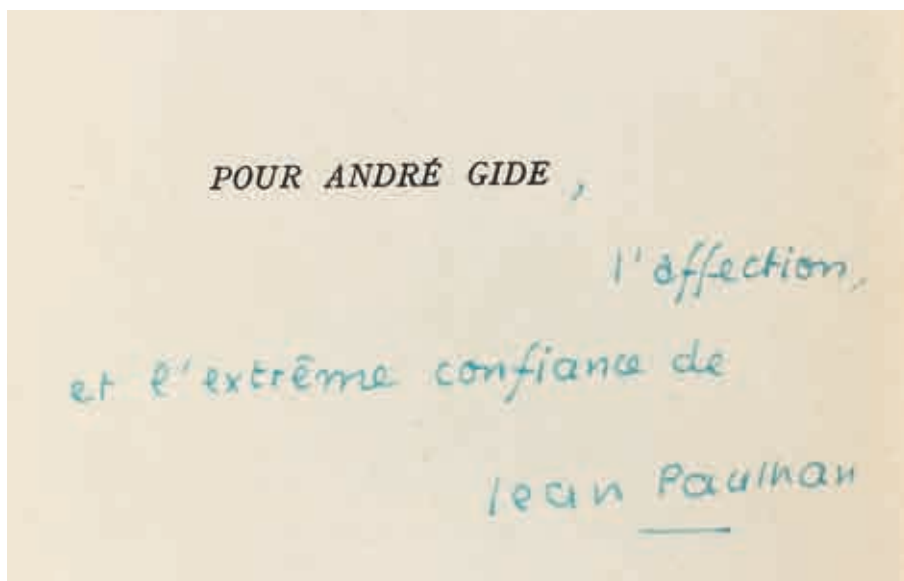 POUR ANDRÉ GIDE,
l'affection,
et l'extrême confiance de
Jean Paulhan